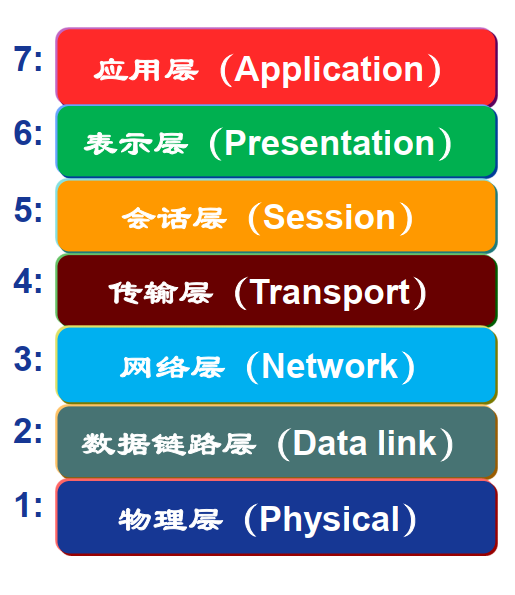 7: 应用层（Application）
6: 表示层（Presentation）
5: 会话层（Session）
4: 传输层（Transport）
3: 网络层（Network）
2: 数据链路层（Data link）
1: 物理层（Physical）